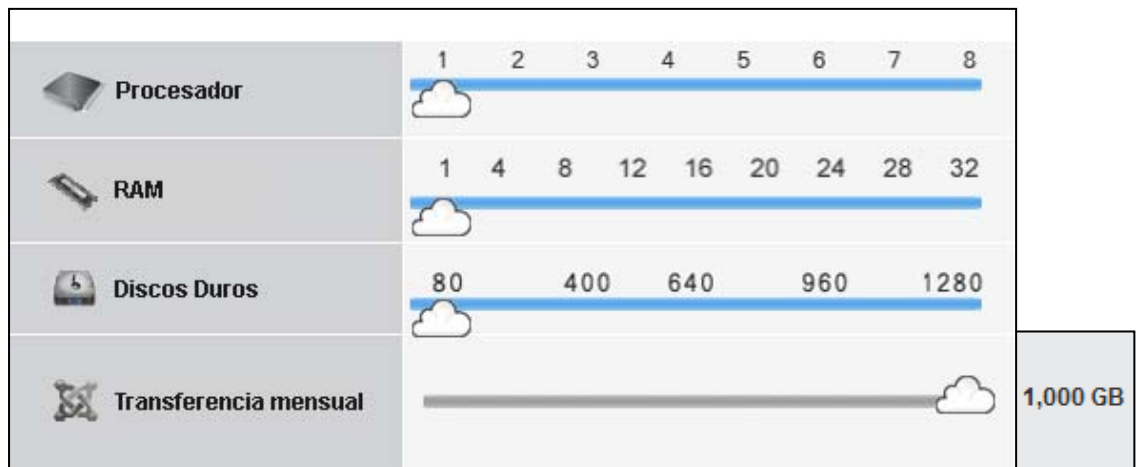 1 2 3 4 5 6 7 8
Procesador
1 4 8 12 16 20 24 28 32
RAM
80 400 640 960 1280
Discos Duros
Transferencia mensual
1,000 GB